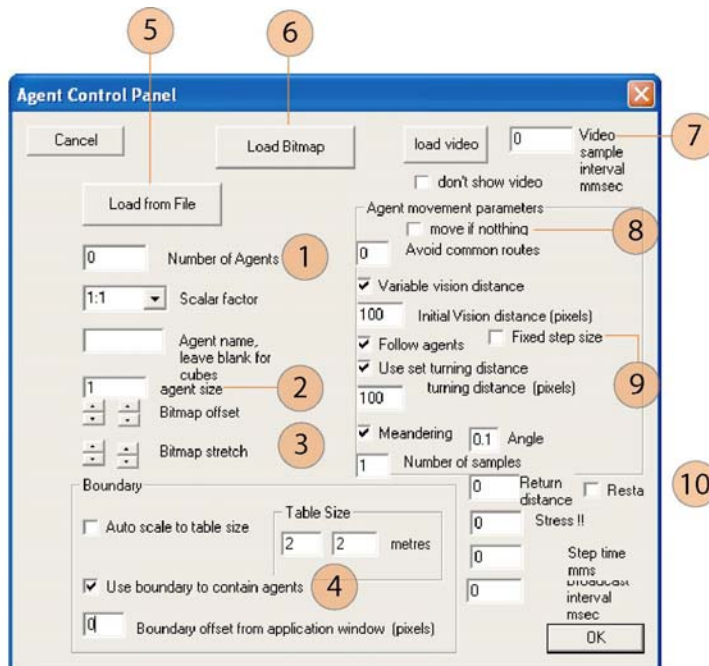 5
6
Agent Control Panel
Cancel
Load Bitmap
load video
0
Video
sample
interval
mmsec
7
don't show video
Load from File
Agent movement parameters
move if notthing
8
0
Avoid common routes
0
Number of Agents
1
Variable vision distance
1:1
Scalar factor
100
Initial Vision distance (pixels)
Agent name,
leave blank for
cubes
Follow agents
Fixed step size
9
1
agent size
2
Use set turning distance
turning distance (pixels)
100
Bitmap offset
Bitmap stretch
3
Meandering
0.1
Angle
1
Number of samples
Boundary
0
Return
distance
Resta
10
Auto scale to table size
Table Size
2
2
metres
0
Stress !!
0
Step time
mms
Use boundary to contain agents
4
0
Broadcast
interval
msec
0
Boundary offset from application window (pixels)
OK